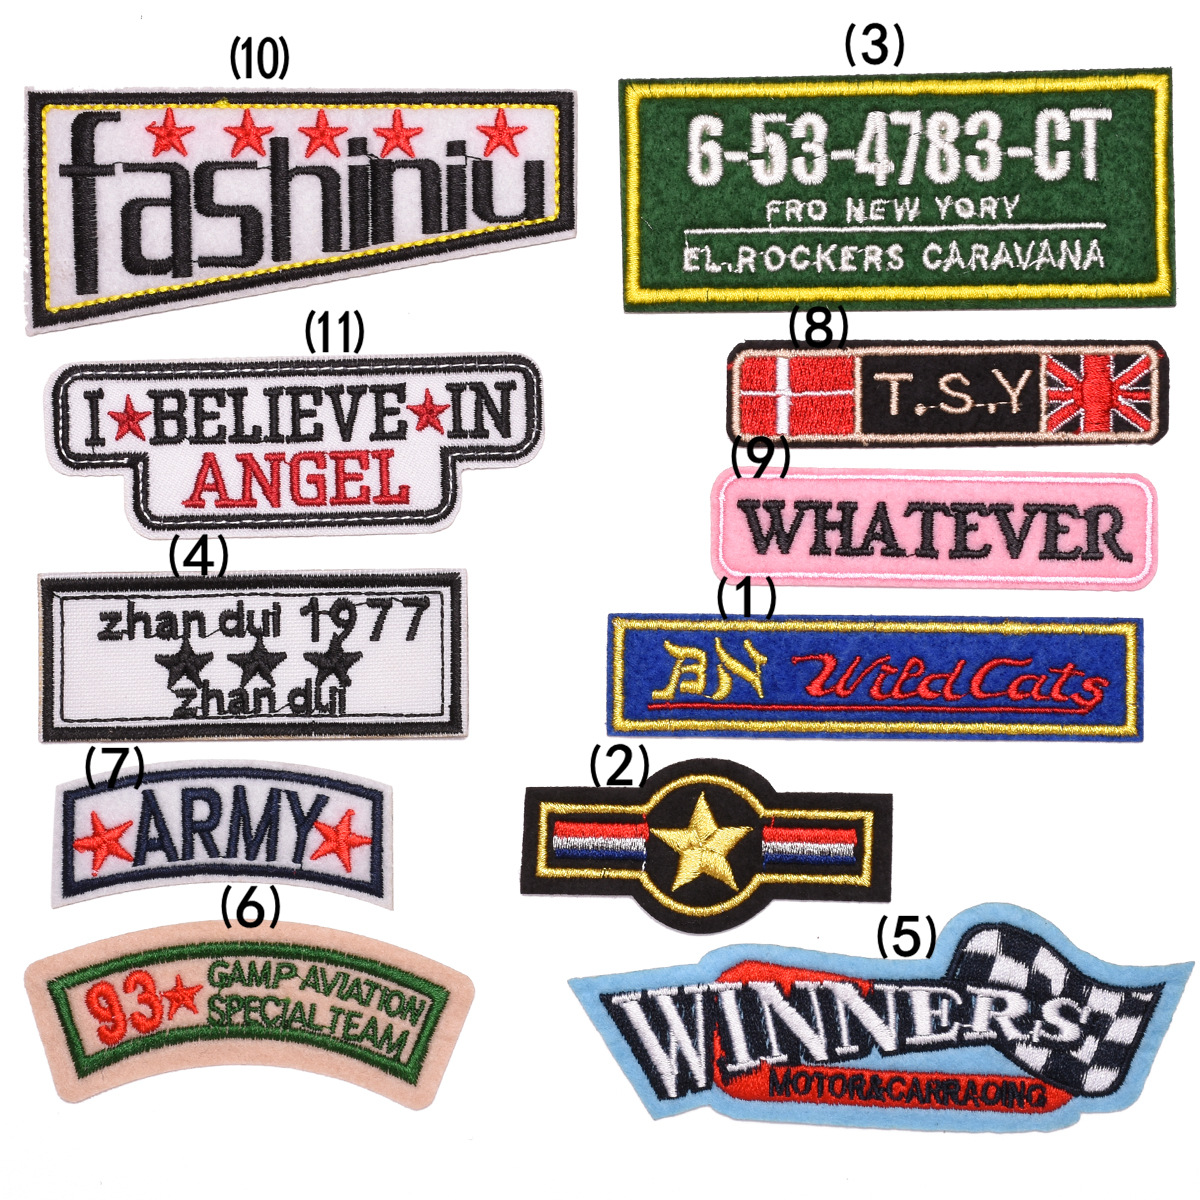 (10)
fashiniu
(3)
6-53-4783-CT
FRO NEW YORY
EL.ROCKERS CARAVANA
(11)
I BELIEVE IN
ANGEL
(8)
T.S.Y
(9)
WHATEVER
(4)
zhan dui 1977
zhan dui
(1)
BN Wild Cats
(7)
ARMY
(2)
(6)
93 GAMP AVIATION
SPECIAL TEAM
(5)
WINNERS
MOTOR&CARRACING